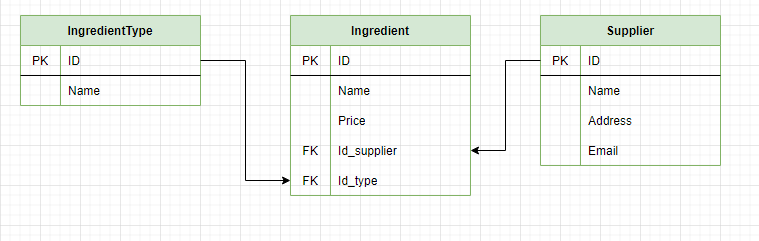 IngredientType
PK ID
Name
Ingredient
PK ID
Name
Price
FK Id_supplier
FK Id_type
Supplier
PK ID
Name
Address
Email